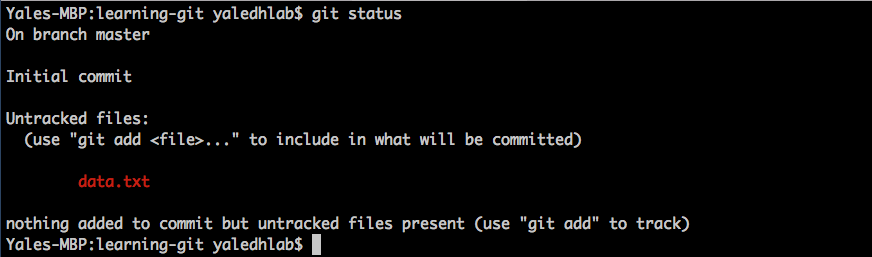 Yales-MBP:learning-git yaledhlab$ git status
On branch master
Initial commit
Untracked files:
  (use "git add <file>..." to include in what will be committed)
        data.txt
nothing added to commit but untracked files present (use "git add" to track)
Yales-MBP:learning-git yaledhlab$